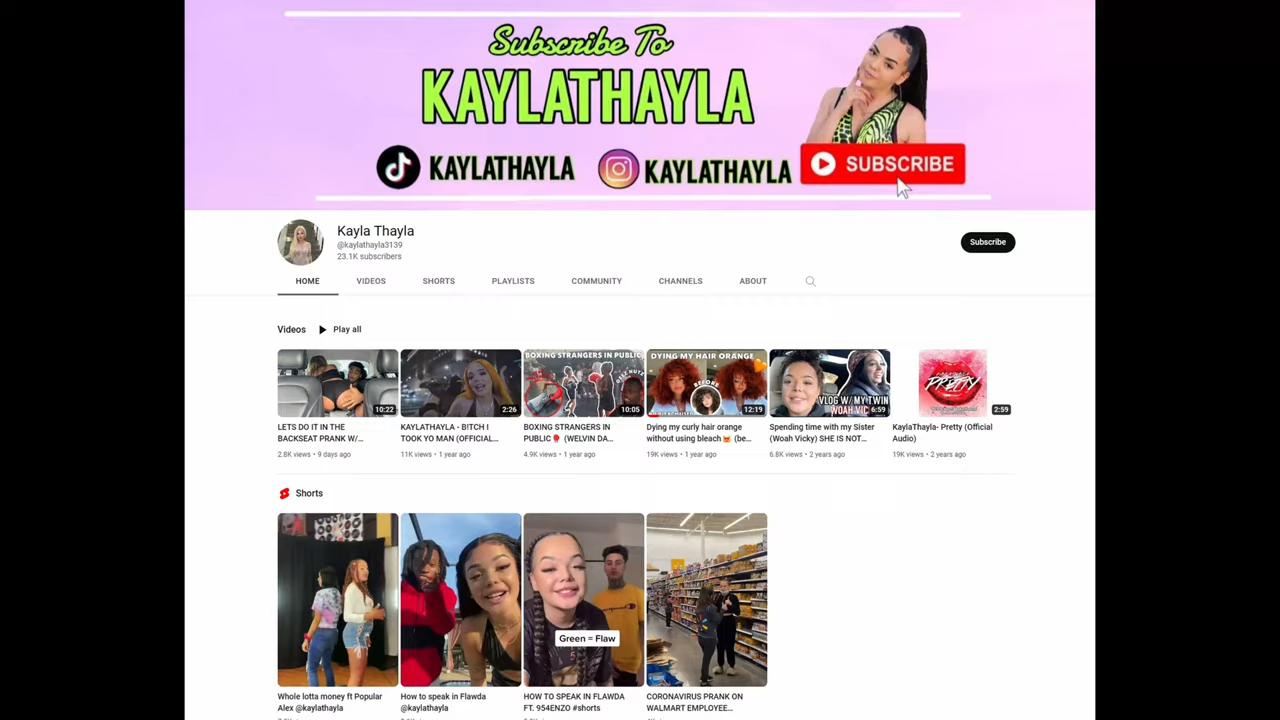 Subscribe To
KAYLATHAYLA
KAYLATHAYLA
KAYLATHAYLA
SUBSCRIBE
Kayla Thayla
@kaylathayla3139
23.1K subscribers
Subscribe
HOME
VIDEOS
SHORTS
PLAYLISTS
COMMUNITY
CHANNELS
ABOUT
Videos
Play all
10:22
2:26
BOXING STRANGERS IN PUBLIC
10:05
DYING MY HAIR ORANGE
BEFORE
12:19
VLOG W/ MY TWIN
WOAH VIC
6:59
PRETTY
2:59
LETS DO IT IN THE
BACKSEAT PRANK W/...
2.8K views • 9 days ago
KAYLATHAYLA - B!TCH I
TOOK YO MAN (OFFICIAL...
11K views • 1 year ago
BOXING STRANGERS IN
PUBLIC🥊 (WELVIN DA...
4.9K views • 1 year ago
Dying my curly hair orange
without using bleach (be...
19K views • 1 year ago
Spending time with my Sister
(Woah Vicky) SHE IS NOT...
6.8K views • 2 years ago
KaylaThayla- Pretty (Official
Audio)
19K views • 2 years ago
Shorts
Green = Flaw
Whole lotta money ft Popular
Alex @kaylathayla
How to speak in Flawda
@kaylathayla
HOW TO SPEAK IN FLAWDA
FT. 954ENZO #shorts
CORONAVIRUS PRANK ON
WALMART EMPLOYEE...